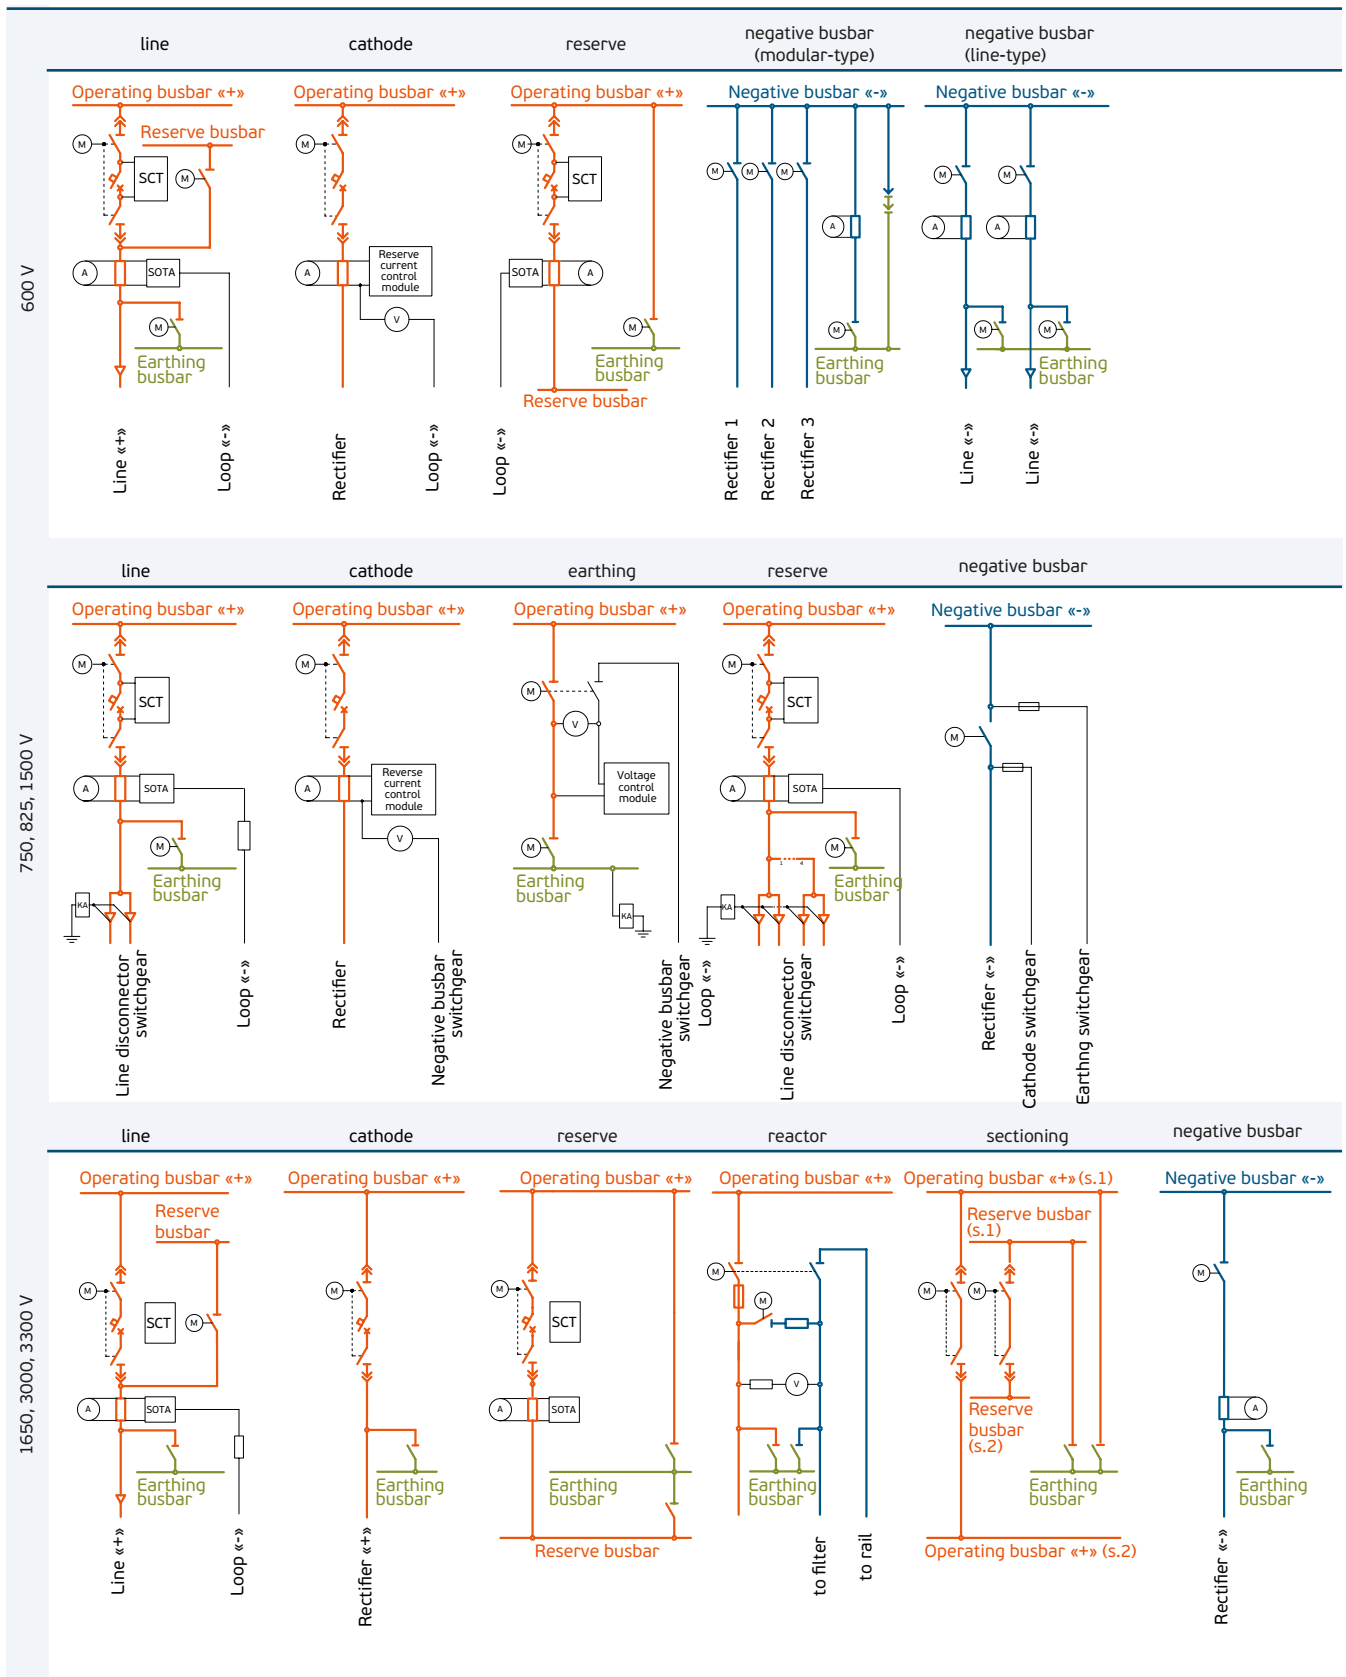 line
cathode
reserve
negative busbar
(modular-type)
negative busbar
(line-type)
600 V
Operating busbar «+»
Reserve busbar
M
SCT
M
A
SOTA
M
Earthing
busbar
Line «+»
Loop «-»
Operating busbar «+»
M
A
Reserve
current
control
module
V
Rectifier
Loop «-»
Operating busbar «+»
M
SCT
SOTA
A
M
Earthing
busbar
Reserve busbar
Loop «-»
Negative busbar «-»
M
M
M
A
M
Earthing
busbar
Rectifier 1
Rectifier 2
Rectifier 3
Negative busbar «-»
M
M
A
A
M
M
Earthing
busbar
Line «-»
Line «-»
line
cathode
earthing
reserve
negative busbar
750, 825, 1500 V
Operating busbar «+»
M
SCT
A
SOTA
M
Earthing
busbar
KA
Line disconnector
switchgear
Loop «-»
Operating busbar «+»
M
A
Reverse
current
control
module
V
Rectifier
Negative busbar
switchgear
Operating busbar «+»
M
V
Voltage
control
module
M
Earthing
busbar
KA
Negative busbar
switchgear
Operating busbar «+»
M
SCT
A
SOTA
M
1
4
Earthing
busbar
KA
Loop «-»
Line disconnector
switchgear
Loop «-»
Negative busbar «-»
M
Rectifier «-»
Cathode switchgear
Earthng switchgear
line
cathode
reserve
reactor
sectioning
negative busbar
1650, 3000, 3300 V
Operating busbar «+»
Reserve
busbar
M
SCT
M
A
SOTA
Earthing
busbar
Line «+»
Loop «-»
Operating busbar «+»
M
Earthing
busbar
Rectifier «+»
Operating busbar «+»
M
SCT
A
SOTA
Earthing
busbar
Reserve busbar
Operating busbar «+»
M
M
V
Earthing
busbar
to filter
to rail
Operating busbar «+» (s.1)
Reserve busbar
(s.1)
M
M
Reserve
busbar
(s.2)
Earthing
busbar
Operating busbar «+» (s.2)
Negative busbar «-»
M
A
Earthing
busbar
Rectifier «-»